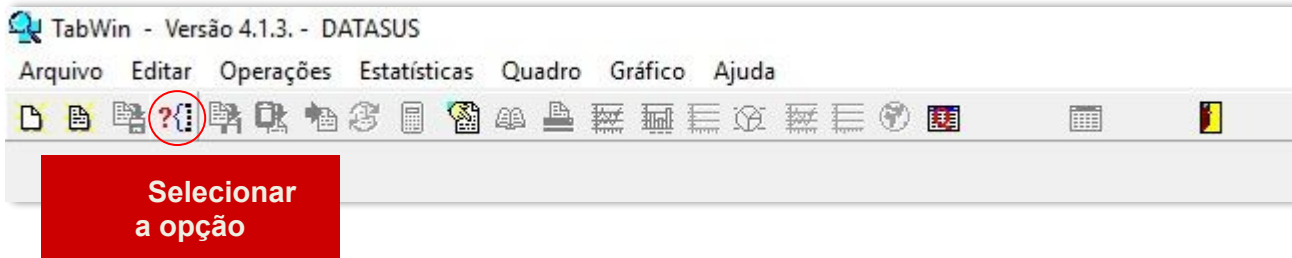 TabWin - Versão 4.1.3. - DATASUS
Arquivo Editar Operações Estatísticas Quadro Gráfico Ajuda
?{
Selecionar
a opção